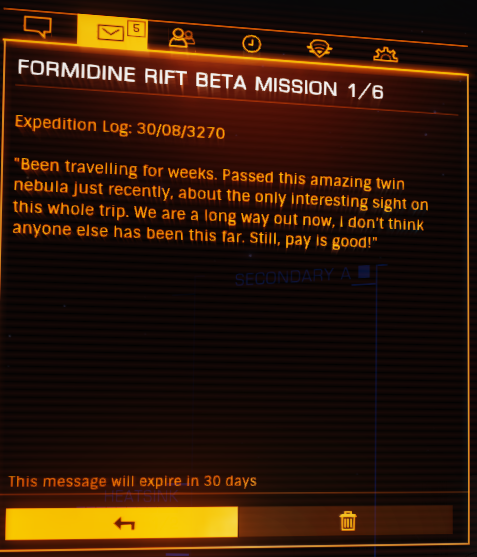 5
FORMIDINE RIFT BETA MISSION 1/6
Expedition Log: 30/08/3270
"Been travelling for weeks. Passed this amazing twin
nebula just recently, about the only interesting sight on
this whole trip. We are a long way out now, I don't think
anyone else has been this far. Still, pay is good!"
SECONDARY A
This message will expire in 30 days
HEATSINK